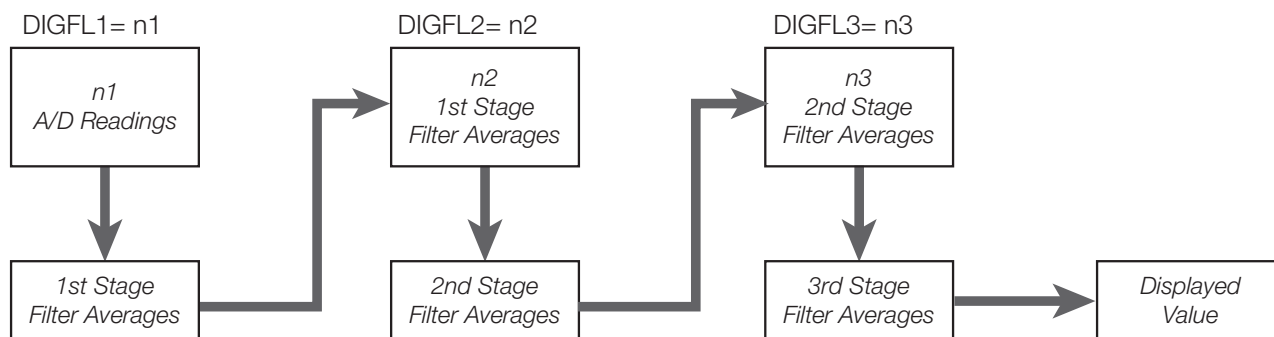 DIGFL1= n1
DIGFL2= n2
DIGFL3= n3
n1
A/D Readings
n2
1st Stage
Filter Averages
n3
2nd Stage
Filter Averages
1st Stage
Filter Averages
2nd Stage
Filter Averages
3rd Stage
Filter Averages
Displayed
Value